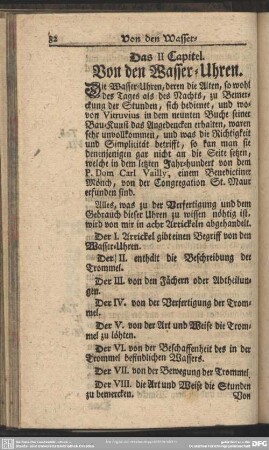 32 Von den Wasser-
Das II Capitel.
Von den Wasser-Uhren.
Die Wasser-Uhren, deren die Alten, so wohl
des Tages als des Nachts, zu Bemer-
ckung der Stunden, sich bedienet, und wo-
von Vitruvius in dem neunten Buch seiner
Bau-Kunst das Angedencken erhalten, waren
sehr unvollkommen, und was die Richtigkeit
und Simplicität betrifft, so kan man sie
denenjenigen gar nicht an die Seite setzen,
welche in dem letzten Jahrhundert von dem
P. Dom Carl Vailly, einem Benedictiner
Mönch, von der Congregation St. Maur
erfunden sind.
Alles, was zu der Verfertigung und dem
Gebrauch dieser Uhren zu wissen nöthig ist,
wird von mir in acht Artickeln abgehandelt.
Der I. Artickel gibt einen Begriff von den
Wasser-Uhren.
Der II. enthält die Beschreibung der
Trommel.
Der III. von den Fächern oder Abtheilun-
gen.
Der IV. von der Verfertigung der Trom-
mel.
Der V. von der Art und Weise die Trom-
mel zu löhten.
Der VI. von der Beschaffenheit des in der
Trommel befindlichen Wassers.
Der VII. von der Bewegung der Trommel.
Der VIII. die Art und Weise die Stunden
zu bemercken. Von